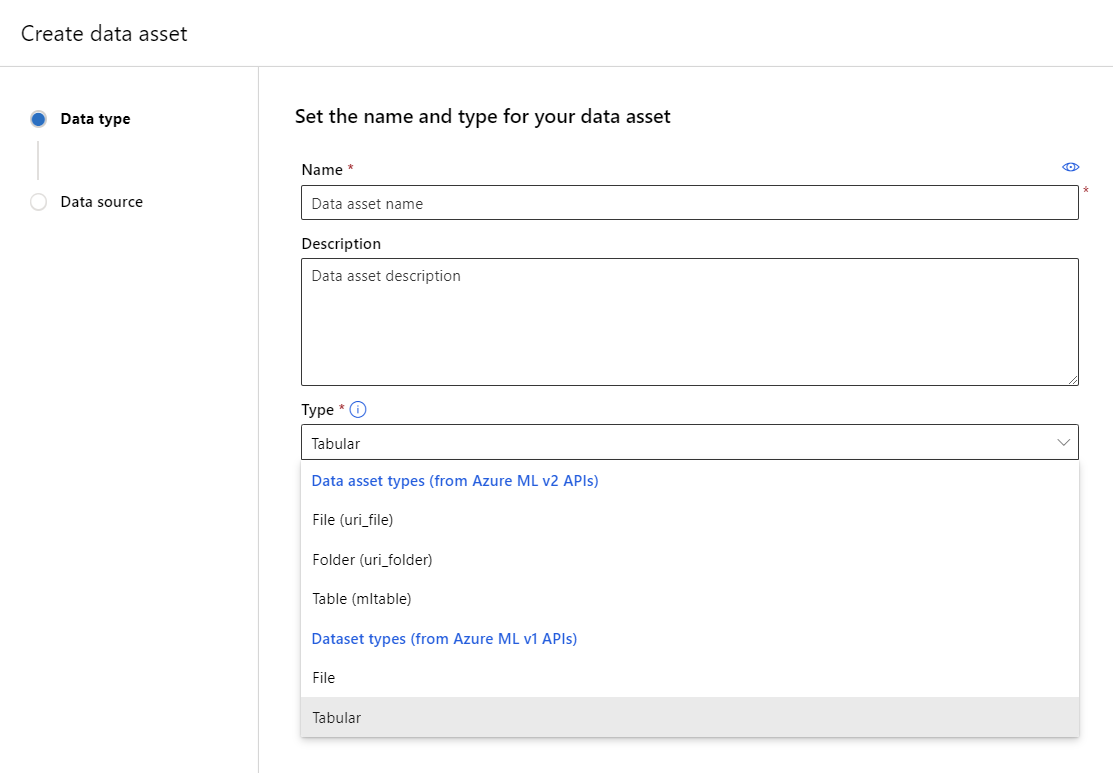 Create data asset
Data type
Data source
Set the name and type for your data asset
Name *
Data asset name
*
Description
Data asset description
Type *
Tabular
Data asset types (from Azure ML v2 APIs)
File (uri_file)
Folder (uri_folder)
Table (mltable)
Dataset types (from Azure ML v1 APIs)
File
Tabular